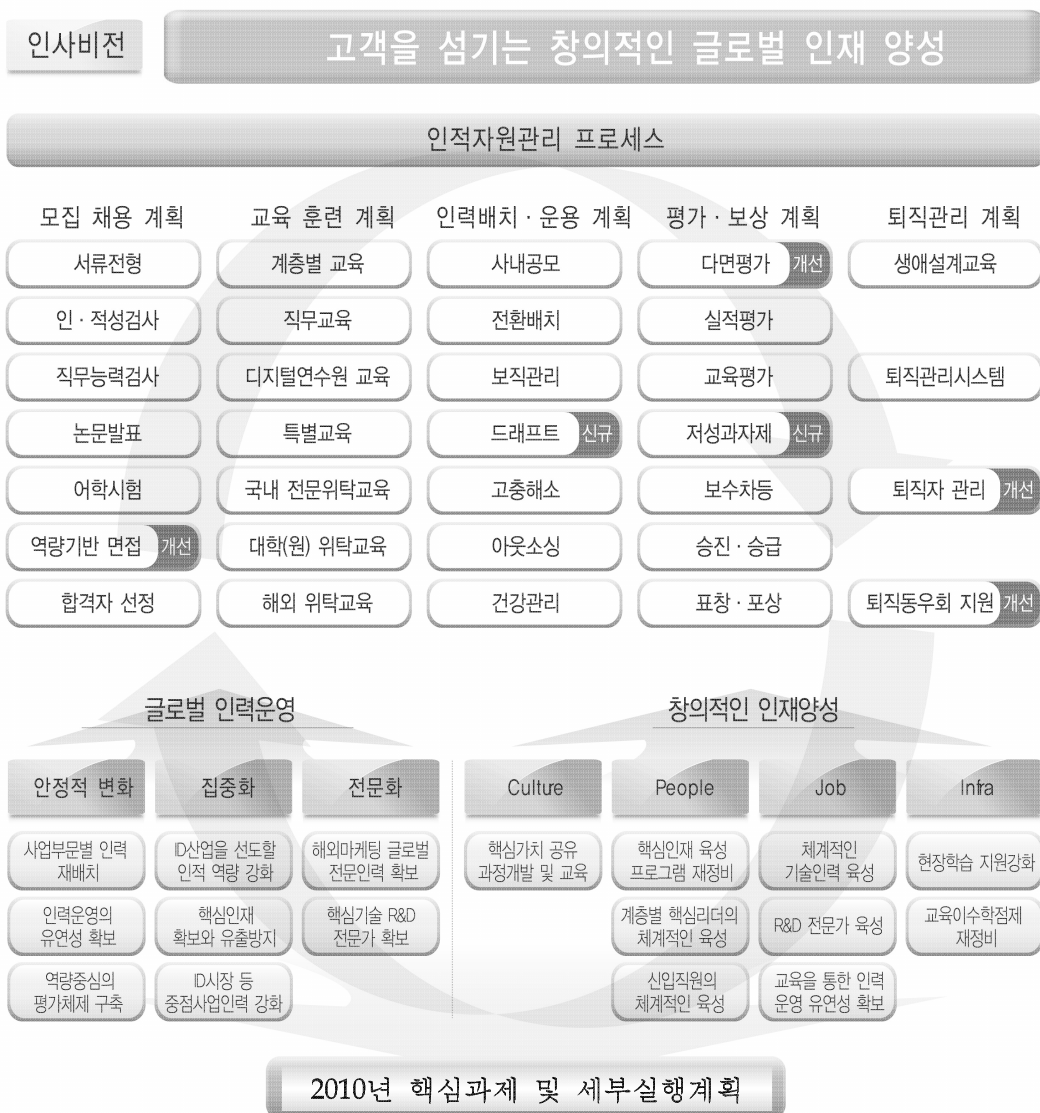 인사비전
고객을 섬기는 창의적인 글로벌 인재 양성
인적자원관리 프로세스
모집 채용 계획
서류전형
인·적성검사
직무능력검사
논문발표
어학시험
역량기반 면접 개선
합격자 선정
교육 훈련 계획
계층별 교육
직무교육
디지털연수원 교육
특별교육
국내 전문위탁교육
대학(원) 위탁교육
해외 위탁교육
인력배치·운용 계획
사내공모
전환배치
보직관리
드래프트 신규
고충해소
아웃소싱
건강관리
평가·보상 계획
다면평가 개선
실적평가
교육평가
저성과자제 신규
보수차등
승진·승급
표창·포상
퇴직관리 계획
생애설계교육
퇴직관리시스템
퇴직자 관리 개선
퇴직동우회 지원 개선
글로벌 인력운영
안정적 변화
사업부문별 인력
재배치
인력운영의
유연성 확보
역량중심의
평가체제 구축
집중화
ID산업을 선도할
인적 역량 강화
핵심인재
확보와 유출방지
ID시장 등
중점사업인력 강화
전문화
해외마케팅 글로벌
전문인력 확보
핵심기술 R&D
전문가 확보
창의적인 인재양성
Culture
핵심가치 공유
과정개발 및 교육
People
핵심인재 육성
프로그램 재정비
계층별 핵심리더의
체계적인 육성
신입직원의
체계적인 육성
Job
체계적인
기술인력 육성
R&D 전문가 육성
교육을 통한 인력
운영 유연성 확보
Infra
현장학습 지원강화
교육이수학점제
재정비
2010년 핵심과제 및 세부실행계획